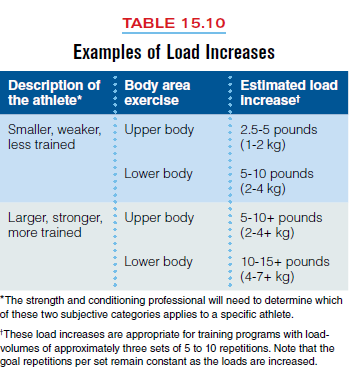 TABLE 15.10
Examples of Load Increases
Description of the athlete* Body area exercise Estimated load increase†
Smaller, weaker, less trained Upper body 2.5-5 pounds (1-2 kg)
Lower body 5-10 pounds (2-4 kg)
Larger, stronger, more trained Upper body 5-10+ pounds (2-4+ kg)
Lower body 10-15+ pounds (4-7+ kg)
*The strength and conditioning professional will need to determine which
of these two subjective categories applies to a specific athlete.
†These load increases are appropriate for training programs with load-
volumes of approximately three sets of 5 to 10 repetitions. Note that the
goal repetitions per set remain constant as the loads are increased.